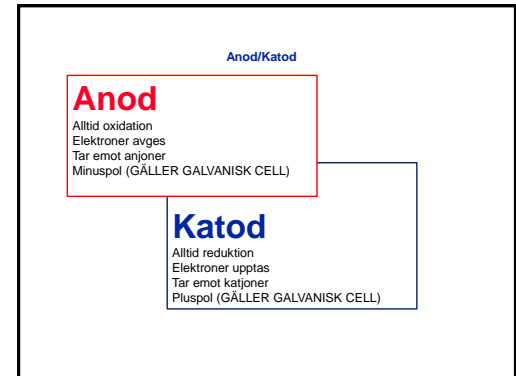 Anod/Katod
Anod
Alltid oxidation
Elektroner avges
Tar emot anjoner
Minuspol (GÄLLER GALVANISK CELL)
Katod
Alltid reduktion
Elektroner upptas
Tar emot katjoner
Pluspol (GÄLLER GALVANISK CELL)